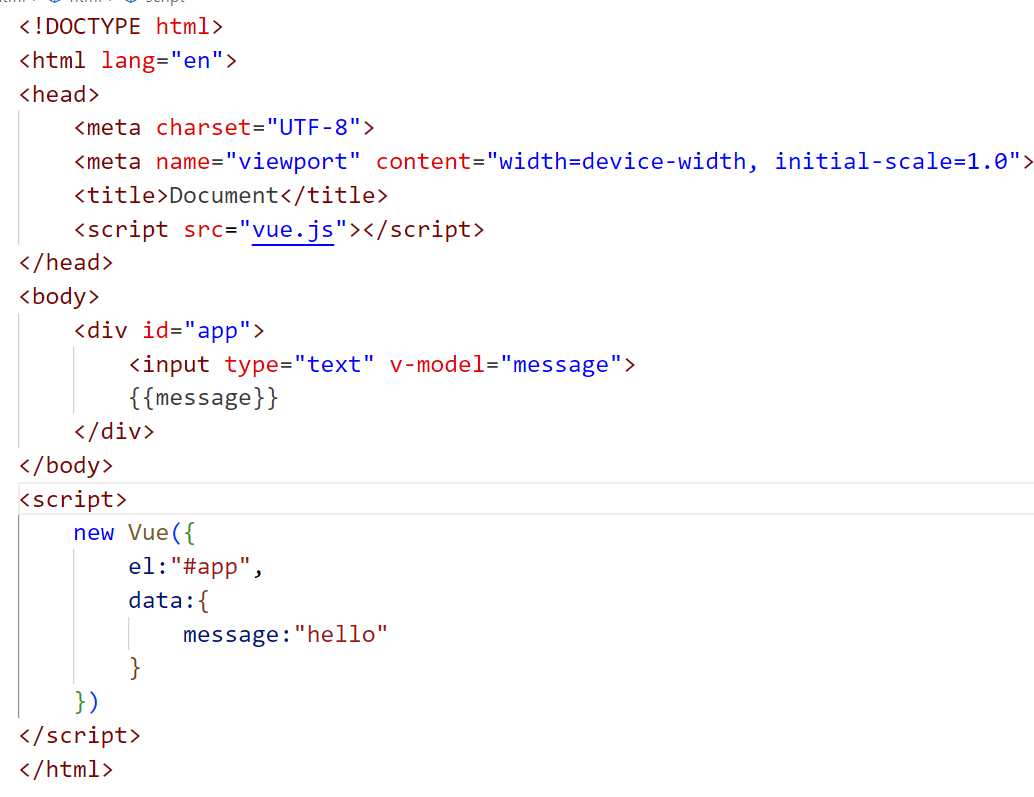 <!DOCTYPE html>
<html lang="en">
<head>
    <meta charset="UTF-8">
    <meta name="viewport" content="width=device-width, initial-scale=1.0">
    <title>Document</title>
    <script src="vue.js"></script>
</head>
<body>
    <div id="app">
        <input type="text" v-model="message">
        {{message}}
    </div>
</body>
<script>
    new Vue({
        el:"#app",
        data:{
            message:"hello"
        }
    })
</script>
</html>